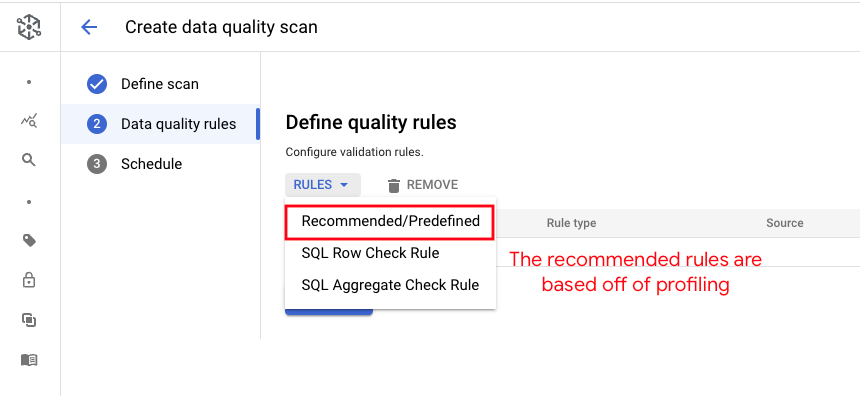 Create data quality scan
Define scan
2 Data quality rules
3 Schedule
Define quality rules
Configure validation rules.
RULES REMOVE
Recommended/Predefined
SQL Row Check Rule
SQL Aggregate Check Rule
Rule type Source
The recommended rules are
based off of profiling